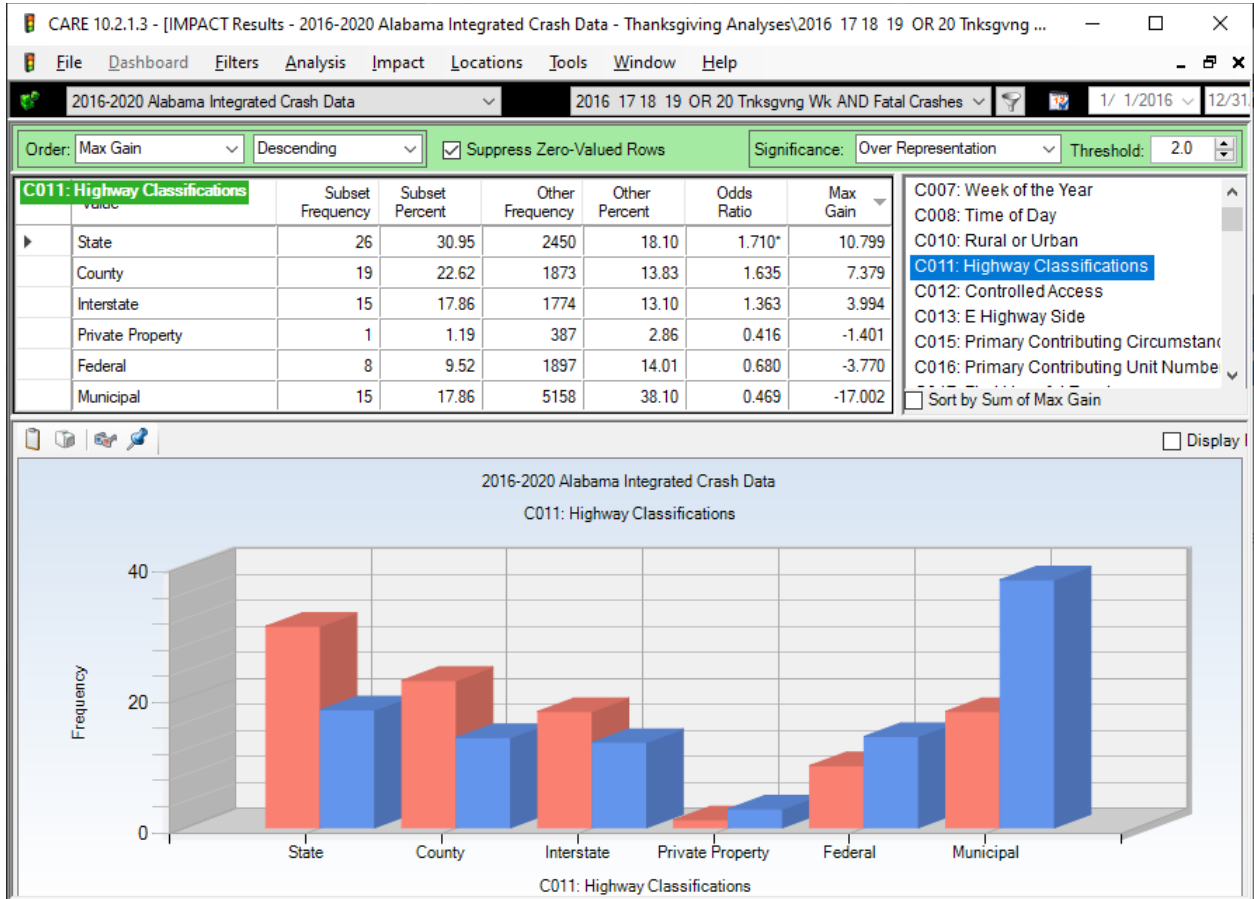 CARE 10.2.1.3 - [IMPACT Results - 2016-2020 Alabama Integrated Crash Data - Thanksgiving Analyses\2016 17 18 19 OR 20 Tnksgvng ...
File Dashboard Filters Analysis Impact Locations Tools Window Help
2016-2020 Alabama Integrated Crash Data 2016 17 18 19 OR 20 Tnksgvng Wk AND Fatal Crashes 1/ 1/2016 12/31
Order: Max Gain Descending Suppress Zero-Valued Rows Significance: Over Representation Threshold: 2.0
C011: Highway Classifications Subset Frequency Subset Percent Other Frequency Other Percent Odds Ratio Max Gain
State 26 30.95 2450 18.10 1.710* 10.799
County 19 22.62 1873 13.83 1.635 7.379
Interstate 15 17.86 1774 13.10 1.363 3.994
Private Property 1 1.19 387 2.86 0.416 -1.401
Federal 8 9.52 1897 14.01 0.680 -3.770
Municipal 15 17.86 5158 38.10 0.469 -17.002
C007: Week of the Year
C008: Time of Day
C010: Rural or Urban
C011: Highway Classifications
C012: Controlled Access
C013: E Highway Side
C015: Primary Contributing Circumstanc
C016: Primary Contributing Unit Number
Sort by Sum of Max Gain
Display
2016-2020 Alabama Integrated Crash Data
C011: Highway Classifications
Frequency
40
20
0
State County Interstate Private Property Federal Municipal
C011: Highway Classifications